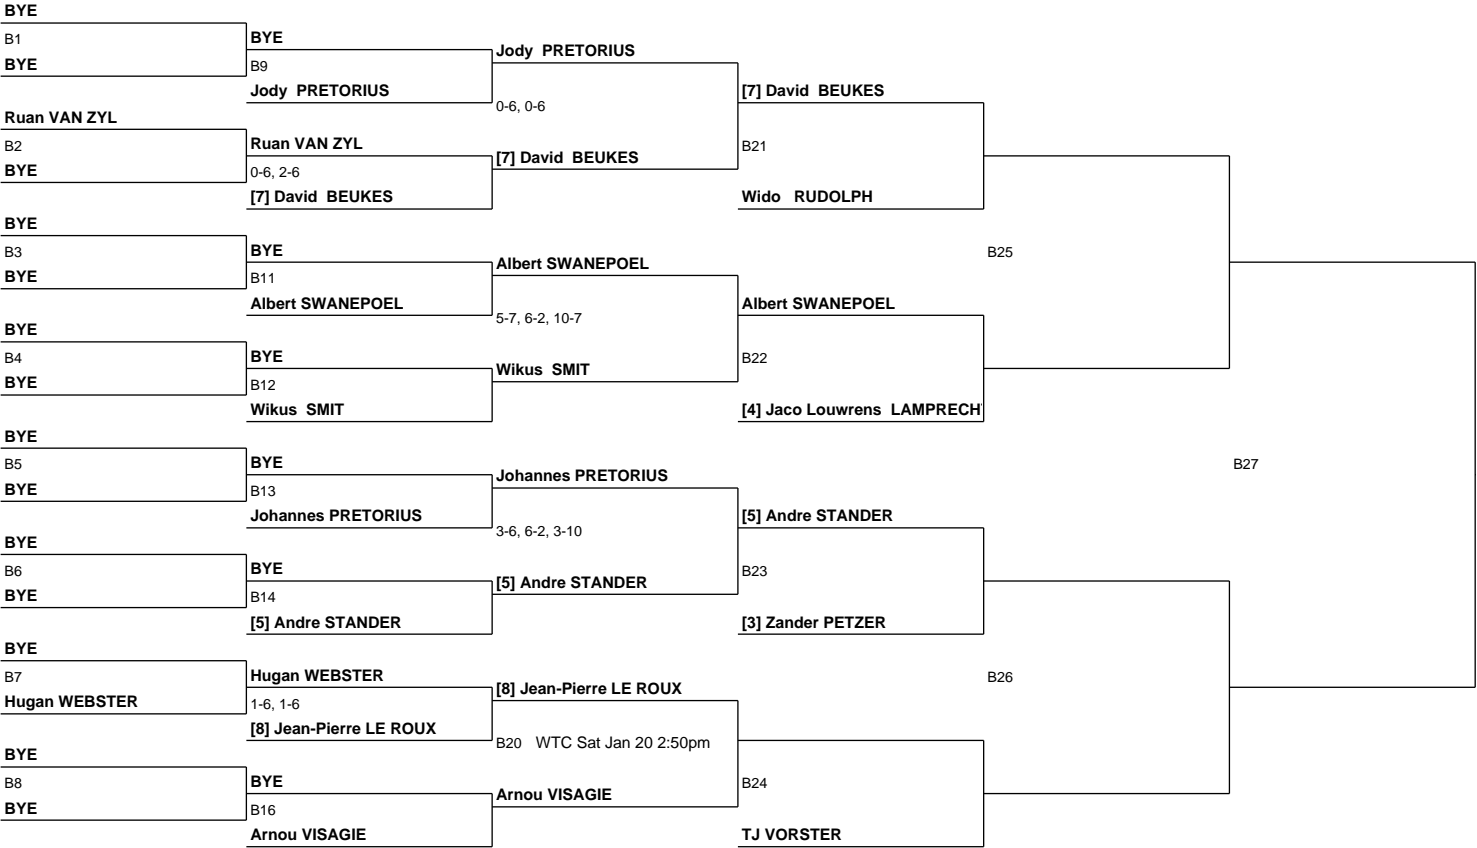 BYE
B1
BYE
Ruan VAN ZYL
B2
BYE
BYE
B3
BYE
BYE
B4
BYE
BYE
B5
BYE
BYE
B6
BYE
BYE
B7
Hugan WEBSTER
BYE
B8
BYE
BYE
B9
Jody PRETORIUS
Ruan VAN ZYL
0-6, 2-6
[7] David BEUKES
BYE
B11
Albert SWANEPOEL
BYE
B12
Wikus SMIT
BYE
B13
Johannes PRETORIUS
BYE
B14
[5] Andre STANDER
Hugan WEBSTER
1-6, 1-6
[8] Jean-Pierre LE ROUX
BYE
B16
Arnou VISAGIE
Jody PRETORIUS
0-6, 0-6
[7] David BEUKES
Albert SWANEPOEL
5-7, 6-2, 10-7
Wikus SMIT
Johannes PRETORIUS
3-6, 6-2, 3-10
[5] Andre STANDER
[8] Jean-Pierre LE ROUX
B20 WTC Sat Jan 20 2:50pm
Arnou VISAGIE
[7] David BEUKES
B21
Wido RUDOLPH
Albert SWANEPOEL
B22
[4] Jaco Louwrens LAMPRECH
[5] Andre STANDER
B23
[3] Zander PETZER
B24
TJ VORSTER
B25
B26
B27